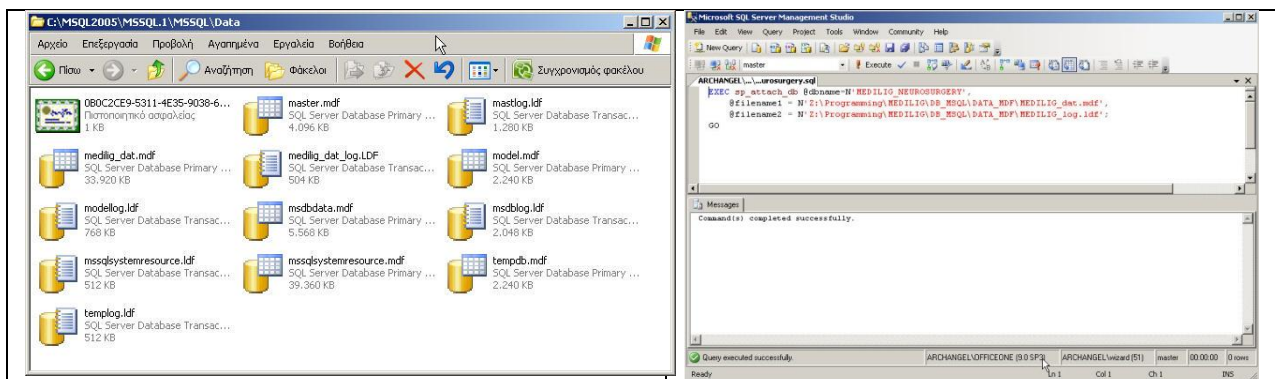 C:\MSQL2005\MSSQL.1\MSSQL\Data
Αρχείο Επεξεργασία Προβολή Αγαπημένα Εργαλεία Βοήθεια
Πίσω Αναζήτηση Φάκελοι Συγχρονισμός φακέλου
0B0C2CE9-5311-4E35-9038-6...
Πιστοποιητικό ασφαλείας
1 KB
master.mdf
SQL Server Database Primary ...
4.096 KB
mastlog.ldf
SQL Server Database Transac...
1.280 KB
medilig_dat.mdf
SQL Server Database Primary ...
33.920 KB
medilig_dat_log.LDF
SQL Server Database Transac...
504 KB
model.mdf
SQL Server Database Primary ...
2.240 KB
modellog.ldf
SQL Server Database Transac...
768 KB
msdbdata.mdf
SQL Server Database Primary ...
5.568 KB
msdblog.ldf
SQL Server Database Transac...
2.048 KB
mssqlsystemresource.ldf
SQL Server Database Transac...
512 KB
mssqlsystemresource.mdf
SQL Server Database Primary ...
39.360 KB
tempdb.mdf
SQL Server Database Primary ...
2.240 KB
templog.ldf
SQL Server Database Transac...
512 KB
Microsoft SQL Server Management Studio
File Edit View Query Project Tools Window Community Help
New Query
master Execute
ARCHANGEL\...\...urosurgery.sql
EXEC sp_attach_db @dbname=N'MEDILIG_NEUROSURGERY',
@filename1 = N'Z:\Programming\MEDILIG\DB_MSQL\DATA_MDF\MEDILIG_dat.mdf',
@filename2 = N'Z:\Programming\MEDILIG\DB_MSQL\DATA_MDF\MEDILIG_log.ldf';
GO
Messages
Command(s) completed successfully.
Query executed successfully. ARCHANGEL\OFFICEONE (9.0 SP3) ARCHANGEL\wizard (51) master 00:00:00 0 rows
Ready Ln 1 Col 1 Ch 1 INS